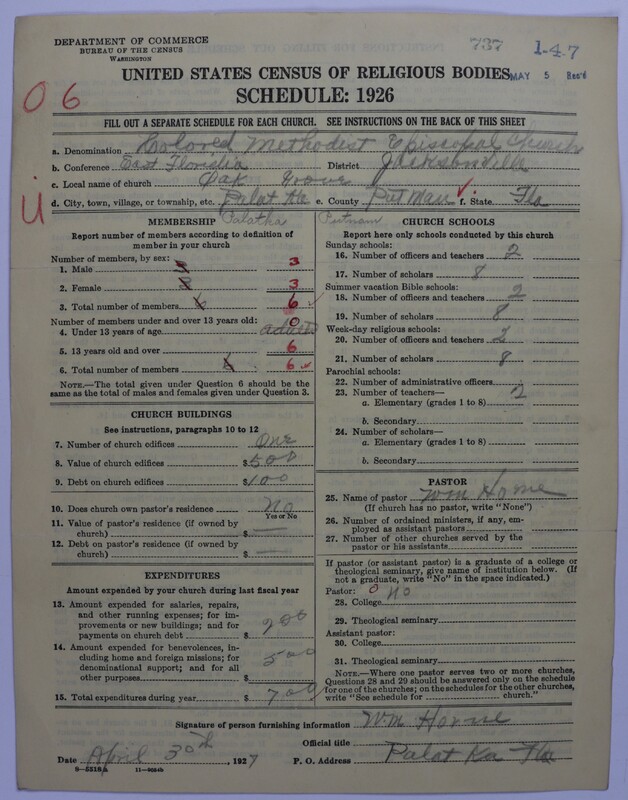 DEPARTMENT OF COMMERCE
BUREAU OF THE CENSUS
WASHINGTON
1-47
UNITED STATES CENSUS OF RELIGIOUS BODIES
MAY 5 Rec'd
SCHEDULE: 1926
06
FILL OUT A SEPARATE SCHEDULE FOR EACH CHURCH. SEE INSTRUCTIONS ON THE BACK OF THIS SHEET
a. Denomination Colored Methodist Episcopal Church
b. Conference East Floridia District Jacksonville
c. Local name of church Oak Grove
d. City, town, village, or township, etc. Palat Ka e. County Put Man f. State. Fla
Palatka Putnam
MEMBERSHIP
Report number of members according to definition of member in your church
Number of members, by sex:
1. Male 3
2. Female 3
3. Total number of members 6
Number of members under and over 13 years old: 0
4. Under 13 years of age adults
5. 13 years old and over 6
6. Total number of members 6
NOTE.—The total given under Question 6 should be the same as the total of males and females given under Question 3.
CHURCH BUILDINGS
See instructions, paragraphs 10 to 12
7. Number of church edifices One
8. Value of church edifices $500
9. Debt on church edifices $100
10. Does church own pastor's residence No
Yes or No
11. Value of pastor's residence (if owned by church) $ —
12. Debt on pastor's residence (if owned by church) $ —
EXPENDITURES
Amount expended by your church during last fiscal year
13. Amount expended for salaries, repairs, and other running expenses; for improvements or new buildings; and for payments on church debt $
14. Amount expended for benevolences, including home and foreign missions; for denominational support; and for all other purposes $ 500
15. Total expenditures during year $ 700
CHURCH SCHOOLS
Report here only schools conducted by this church
Sunday schools:
16. Number of officers and teachers 2
17. Number of scholars 8
Summer vacation Bible schools:
18. Number of officers and teachers 2
19. Number of scholars 8
Week-day religious schools:
20. Number of officers and teachers 2
21. Number of scholars 8
Parochial schools:
22. Number of administrative officers
23. Number of teachers— 2
a. Elementary (grades 1 to 8)
b. Secondary
24. Number of scholars—
a. Elementary (grades 1 to 8)
b. Secondary
PASTOR
25. Name of pastor Wm Horne
(If church has no pastor, write "None")
26. Number of ordained ministers, if any, employed as assistant pastors
27. Number of other churches served by the pastor or his assistants
If pastor (or assistant pastor) is a graduate of a college or theological seminary, give name of institution below. (If not a graduate, write "No" in the space indicated.)
Pastor: 0 No
28. College
29. Theological seminary
Assistant pastor:
30. College
31. Theological seminary
NOTE.—Where one pastor serves two or more churches, Questions 28 and 29 should be answered only on the schedule for one of the churches; on the schedules for the other churches, write "See schedule for church."
Signature of person furnishing information Wm Horne
Official title
Date April 30th, 1927 P. O. Address Palat Ka Fla
8-5518a 11-8684b